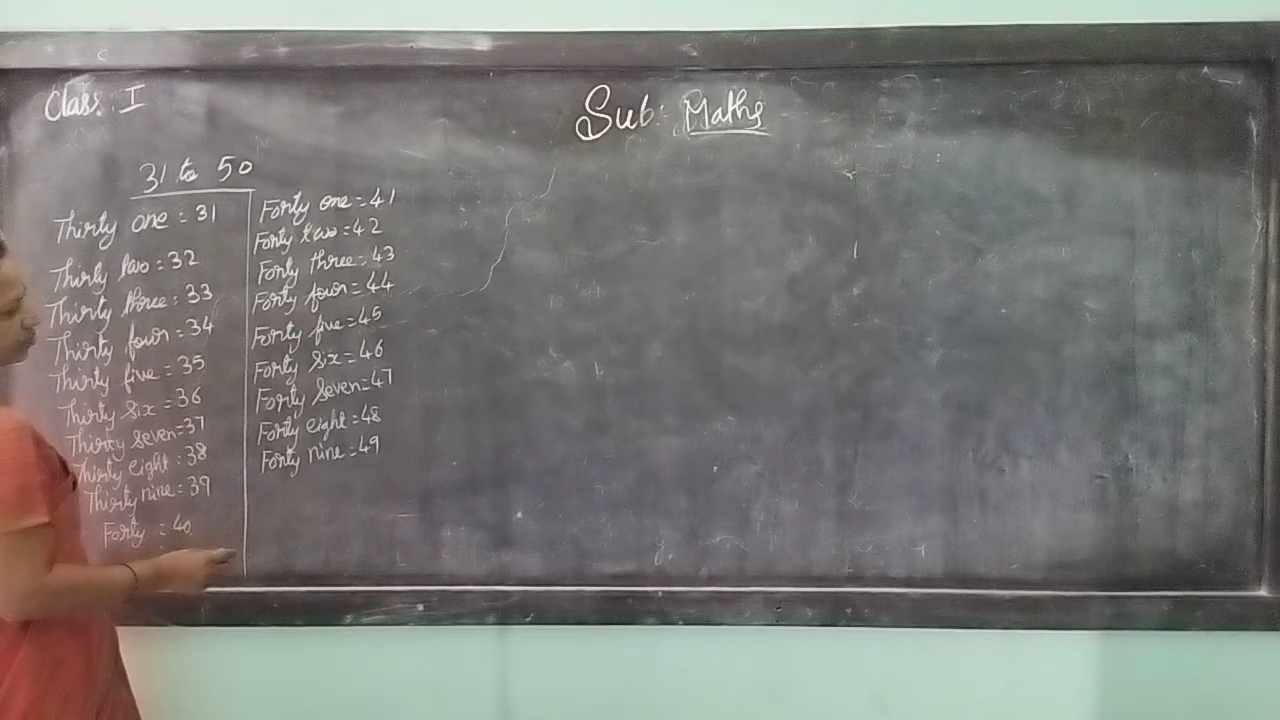 Class: I
Sub: Maths
31 to 50
Thirty one = 31
Thirty two = 32
Thirty three = 33
Thirty four = 34
Thirty five = 35
Thirty six = 36
Thirty seven = 37
Thirty eight = 38
Thirty nine = 39
Forty = 40
Forty one = 41
Forty two = 42
Forty three = 43
Forty four = 44
Forty five = 45
Forty six = 46
Forty seven = 47
Forty eight = 48
Forty nine = 49